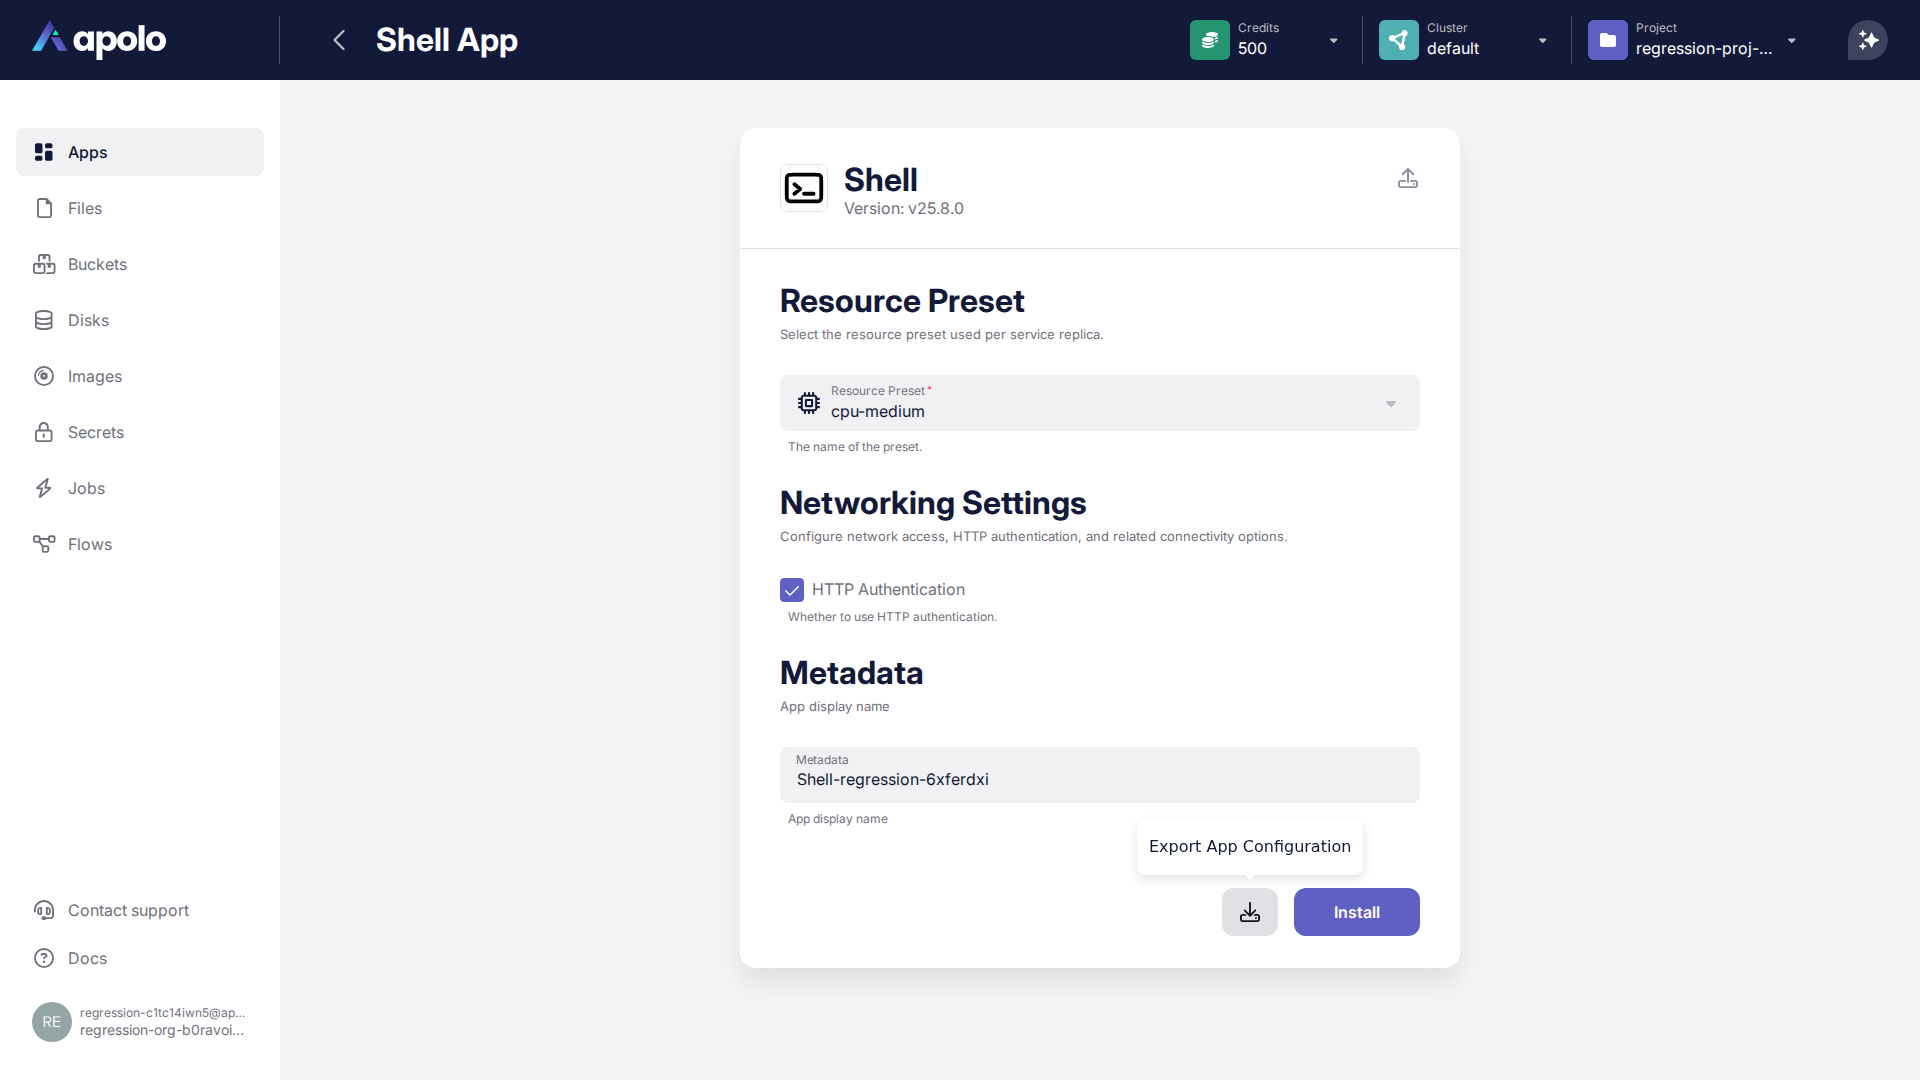 apolo
Shell App
Credits
500
Cluster
default
Project
regression-proj-...
Apps
Files
Buckets
Disks
Images
Secrets
Jobs
Flows
Contact support
Docs
RE
regression-c1tc14iwn5@ap...
regression-org-b0ravoi...
Shell
Version: v25.8.0
Resource Preset
Select the resource preset used per service replica.
Resource Preset*
cpu-medium
The name of the preset.
Networking Settings
Configure network access, HTTP authentication, and related connectivity options.
HTTP Authentication
Whether to use HTTP authentication.
Metadata
App display name
Metadata
Shell-regression-6xferdxi
App display name
Export App Configuration
Install